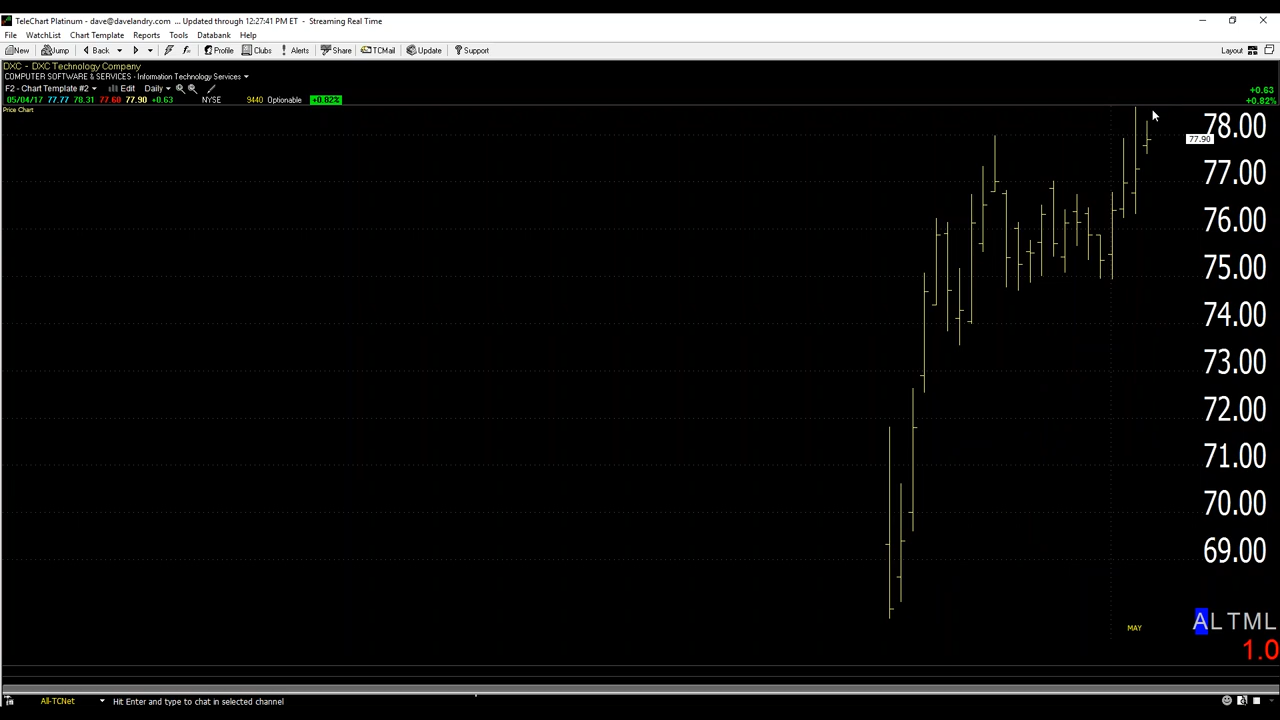 TeleChart Platinum - dave@davelandry.com ... Updated through 12:27:41 PM ET - Streaming Real Time
File WatchList Chart Template Reports Tools Databank Help
New Jump Back Profile Clubs Alerts Share TCMail Update Support Layout
DXC - DXC Technology Company
COMPUTER SOFTWARE & SERVICES - Information Technology Services
F2 - Chart Template #2 Edit Daily
+0.63
05/04/17 77.77 78.31 77.60 77.90 +0.63 NYSE 9440 Optionable +0.82% +0.82%
Price Chart
78.00
77.90
77.00
76.00
75.00
74.00
73.00
72.00
71.00
70.00
69.00
MAY ALTML
1.0
All-TCNet Hit Enter and type to chat in selected channel